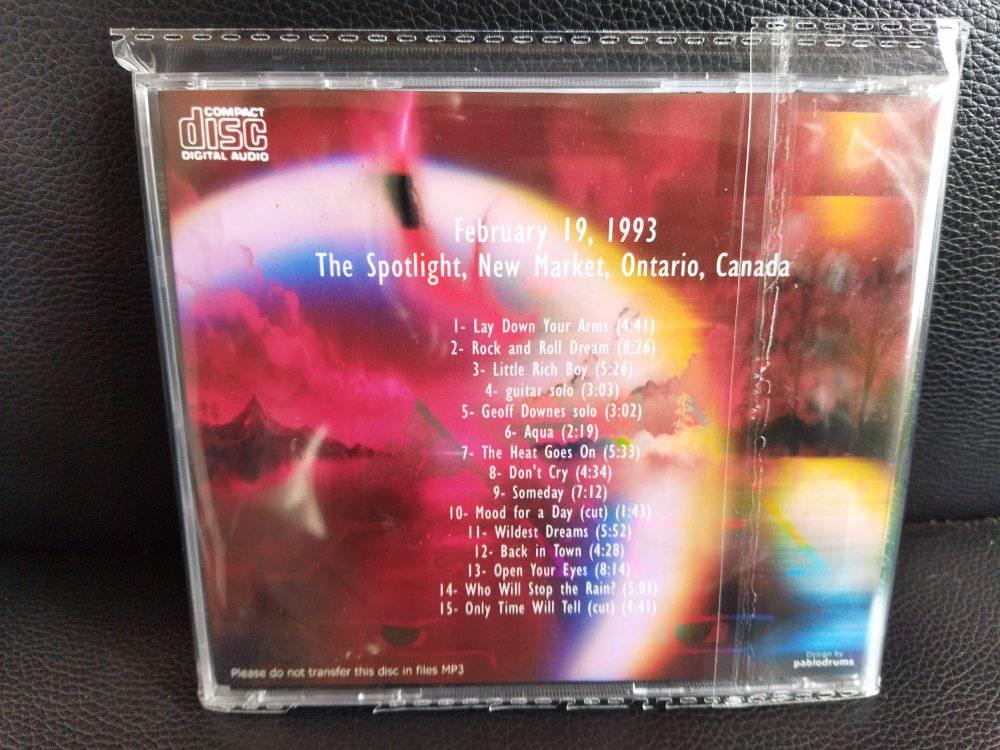 COMPACT
disc
DIGITAL AUDIO
February 19, 1993
The Spotlight, New Market, Ontario, Canada
1- Lay Down Your Arms (4:41)
2- Rock and Roll Dream (8:26)
3- Little Rich Boy (5:26)
4- guitar solo (3:03)
5- Geoff Downes solo (3:02)
6- Aqua (2:19)
7- The Heat Goes On (5:33)
8- Don't Cry (4:34)
9- Someday (7:12)
10- Mood for a Day (cut) (1:43)
11- Wildest Dreams (5:52)
12- Back in Town (4:28)
13- Open Your Eyes (8:14)
14- Who Will Stop the Rain? (5:01)
15- Only Time Will Tell (cut) (4:41)
Please do not transfer this disc in files MP3
Design by
pablodrums